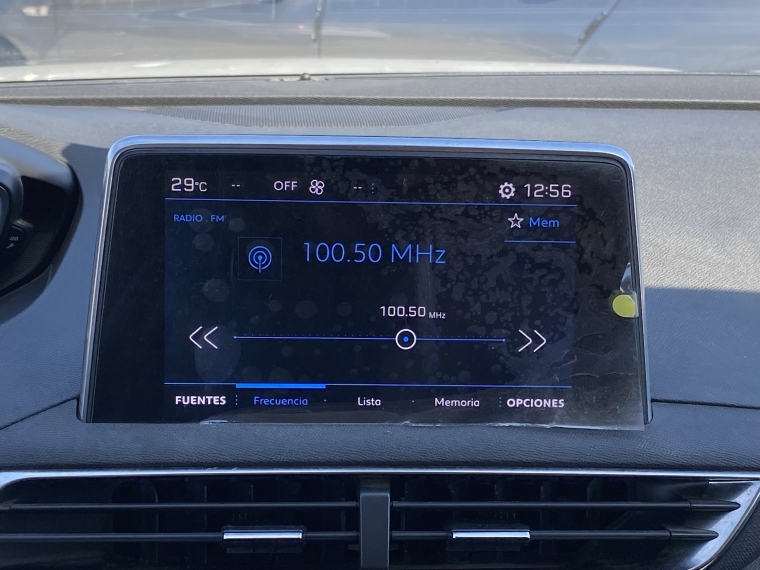 29°C -- OFF -- 12:56
RADIO . FM
Mem
100.50 MHz
100.50 MHz
FUENTES Frecuencia Lista Memoria OPCIONES